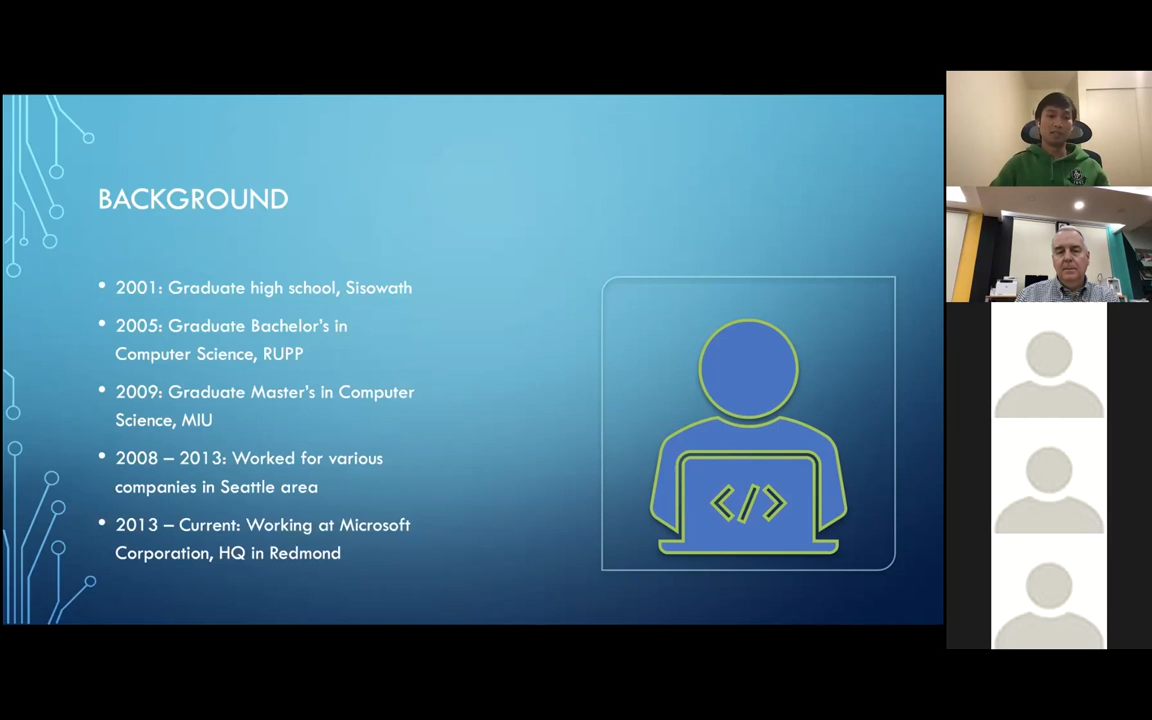 BACKGROUND
• 2001: Graduate high school, Sisowath
• 2005: Graduate Bachelor's in
Computer Science, RUPP
• 2009: Graduate Master's in Computer
Science, MIU
• 2008 – 2013: Worked for various
companies in Seattle area
• 2013 – Current: Working at Microsoft
Corporation, HQ in Redmond
</>